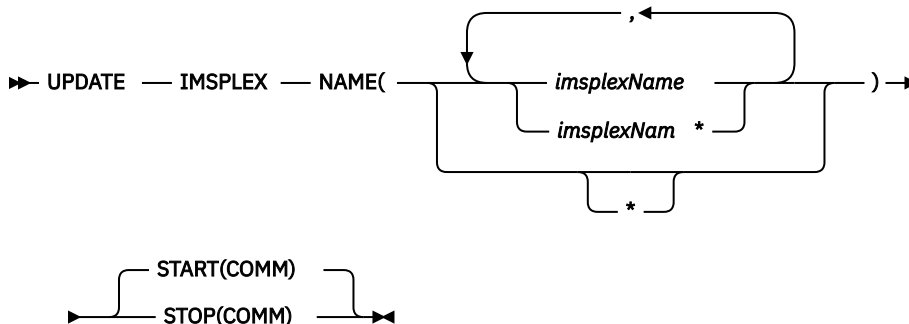 ,
UPDATE IMSPLEX NAME( imsplexName )
imsplexNam *
*
START(COMM)
STOP(COMM)